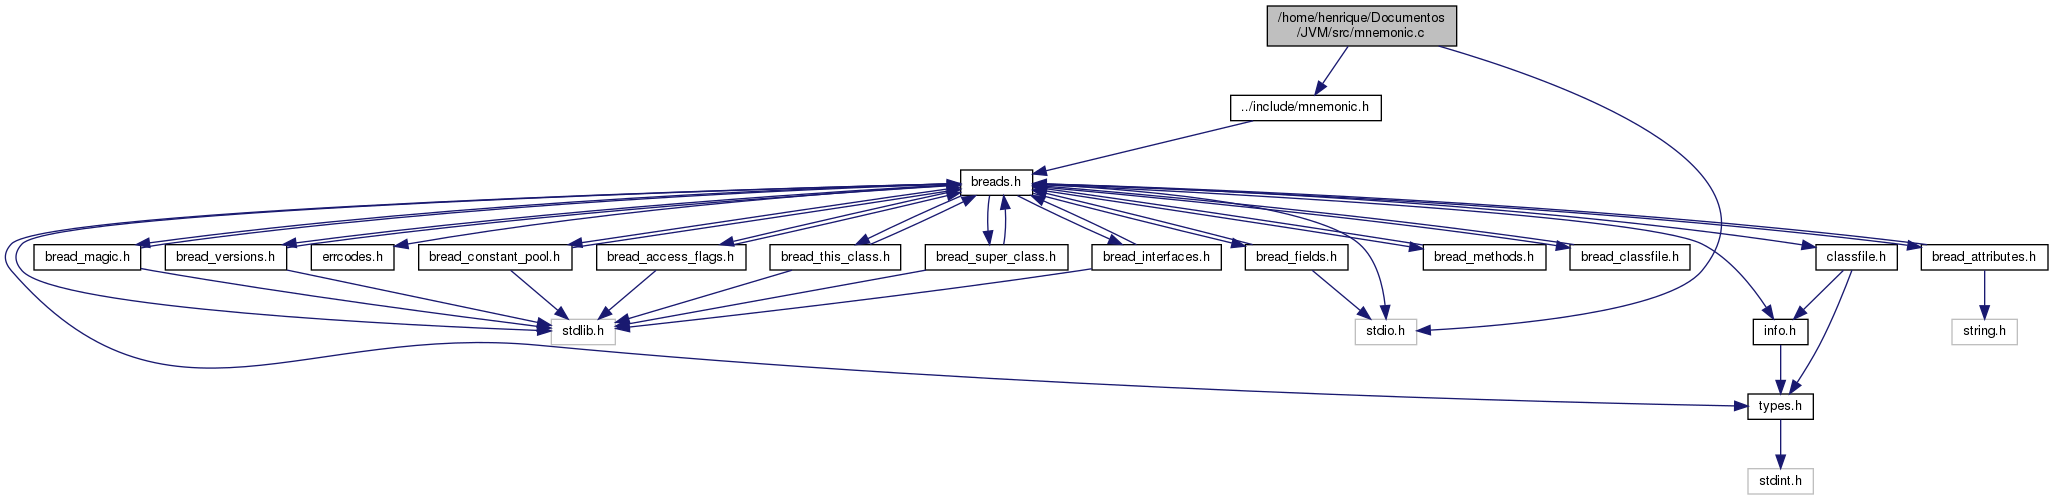 /home/henrique/Documentos
/JVM/src/mnemonic.c
../include/mnemonic.h
breads.h
bread_magic.h
bread_versions.h
errcodes.h
bread_constant_pool.h
bread_access_flags.h
bread_this_class.h
bread_super_class.h
bread_interfaces.h
bread_fields.h
bread_methods.h
bread_classfile.h
classfile.h
bread_attributes.h
stdlib.h
stdio.h
info.h
string.h
types.h
stdint.h